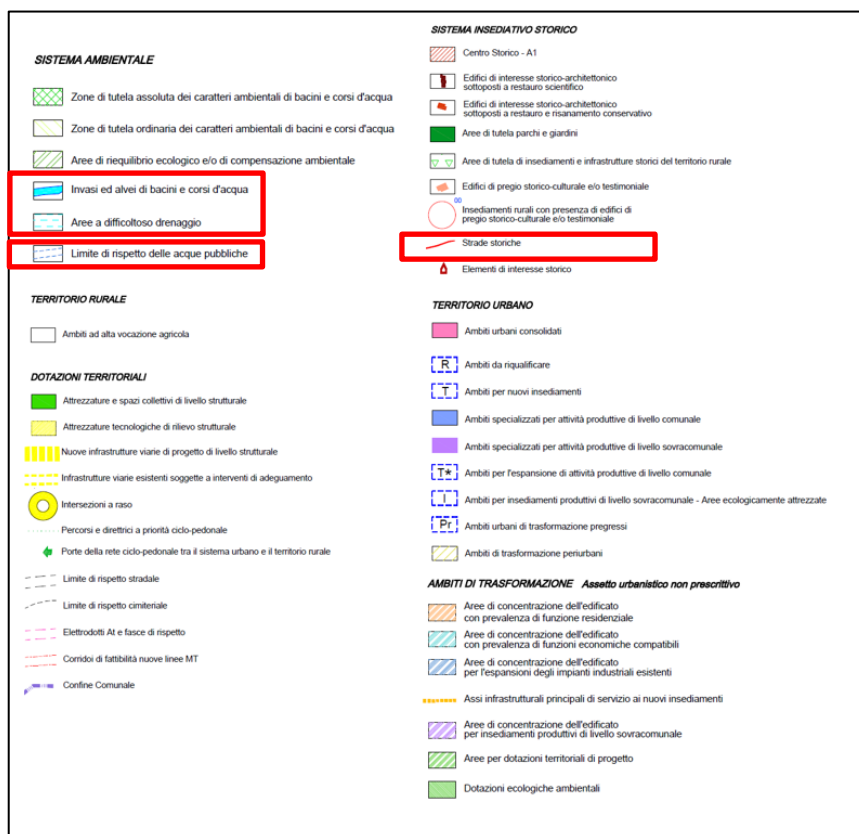 SISTEMA AMBIENTALE
Zone di tutela assoluta dei caratteri ambientali di bacini e corsi d'acqua
Zone di tutela ordinaria dei caratteri ambientali di bacini e corsi d'acqua
Aree di riequilibrio ecologico e/o di compensazione ambientale
Invasi ed alvei di bacini e corsi d'acqua
Aree a difficoltoso drenaggio
Limite di rispetto delle acque pubbliche
TERRITORIO RURALE
Ambiti ad alta vocazione agricola
DOTAZIONI TERRITORIALI
Attrezzature e spazi collettivi di livello strutturale
Attrezzature tecnologiche di rilievo strutturale
Nuove infrastrutture viarie di progetto di livello strutturale
Infrastrutture viarie esistenti soggette a interventi di adeguamento
Intersezioni a raso
Percorsi e direttrici a priorità ciclo-pedonale
Porte della rete ciclo-pedonale tra il sistema urbano e il territorio rurale
Limite di rispetto stradale
Limite di rispetto cimiteriale
Elettrodotti At e fasce di rispetto
Corridoi di fattibilità nuove linee MT
Confine Comunale
SISTEMA INSEDIATIVO STORICO
Centro Storico - A1
Edifici di interesse storico-architettonico
sottoposti a restauro scientifico
Edifici di interesse storico-architettonico
sottoposti a restauro e risanamento conservativo
Aree di tutela parchi e giardini
Aree di tutela di insediamenti e infrastrutture storici del territorio rurale
Edifici di pregio storico-culturale e/o testimoniale
00
Insediamenti rurali con presenza di edifici di
pregio storico-culturale e/o testimoniale
Strade storiche
Elementi di interesse storico
TERRITORIO URBANO
Ambiti urbani consolidati
R Ambiti da riqualificare
T Ambiti per nuovi insediamenti
Ambiti specializzati per attività produttive di livello comunale
Ambiti specializzati per attività produttive di livello sovracomunale
T* Ambiti per l'espansione di attività produttive di livello comunale
I Ambiti per insediamenti produttivi di livello sovracomunale - Aree ecologicamente attrezzate
Pr Ambiti urbani di trasformazione pregressi
Ambiti di trasformazione periurbani
AMBITI DI TRASFORMAZIONE Assetto urbanistico non prescrittivo
Aree di concentrazione dell'edificato
con prevalenza di funzione residenziale
Aree di concentrazione dell'edificato
con prevalenza di funzioni economiche compatibili
Aree di concentrazione dell'edificato
per l'espansioni degli impianti industriali esistenti
Assi infrastrutturali principali di servizio ai nuovi insediamenti
Aree di concentrazione dell'edificato
per insediamenti produttivi di livello sovracomunale
Aree per dotazioni territoriali di progetto
Dotazioni ecologiche ambientali